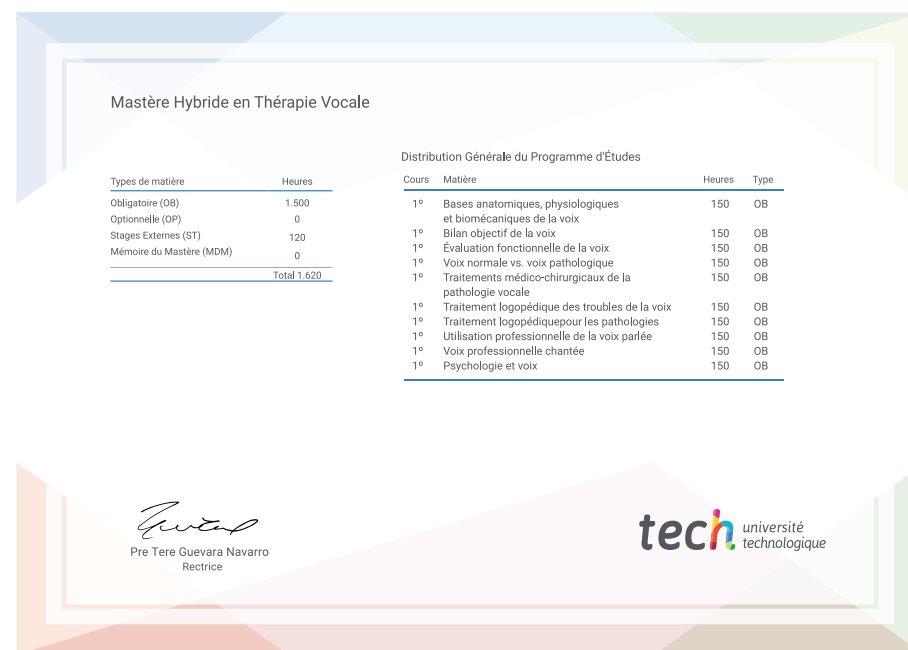 Mastère Hybride en Thérapie Vocale
Types de matière Heures
Obligatoire (OB) 1.500
Optionnelle (OP) 0
Stages Externes (ST) 120
Mémoire du Mastère (MDM) 0
Total 1.620
Distribution Générale du Programme d'Études
Cours Matière Heures Type
1º Bases anatomiques, physiologiques 150 OB
et biomécaniques de la voix
1º Bilan objectif de la voix 150 OB
1º Évaluation fonctionnelle de la voix 150 OB
1º Voix normale vs. voix pathologique 150 OB
1º Traitements médico-chirurgicaux de la 150 OB
pathologie vocale
1º Traitement logopédique des troubles de la voix 150 OB
1º Traitement logopédiquepour les pathologies 150 OB
1º Utilisation professionnelle de la voix parlée 150 OB
1º Voix professionnelle chantée 150 OB
1º Psychologie et voix 150 OB
Pre Tere Guevara Navarro
Rectrice
tech université
technologique